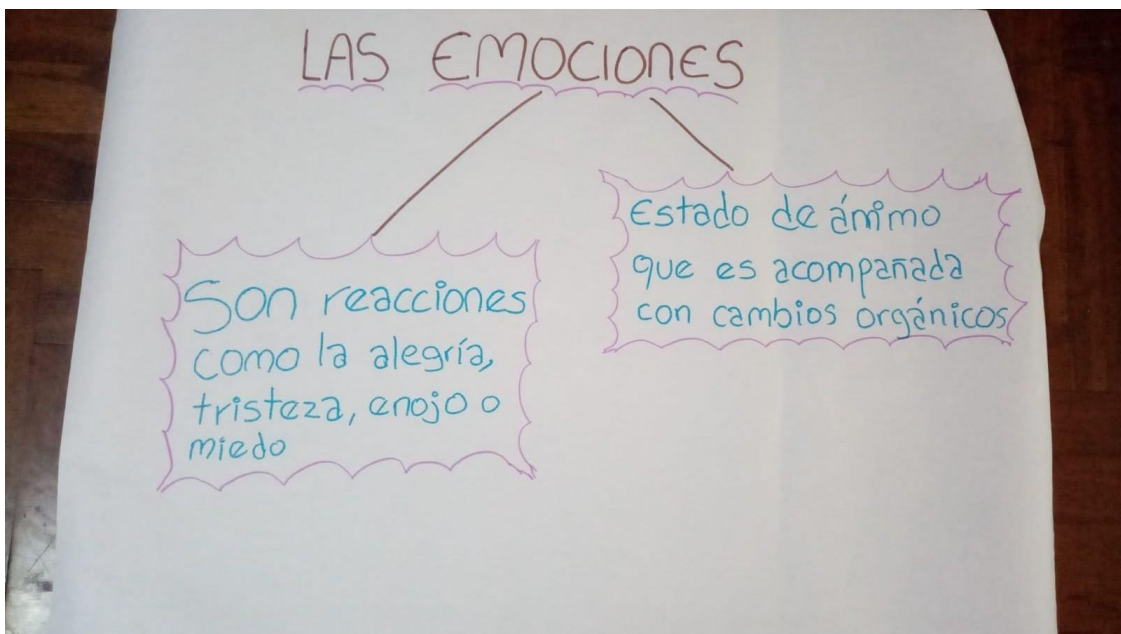 LAS EMOCIONES
Son reacciones
como la alegría,
tristeza, enojo o
miedo
Estado de ánimo
que es acompañada
con cambios orgánicos